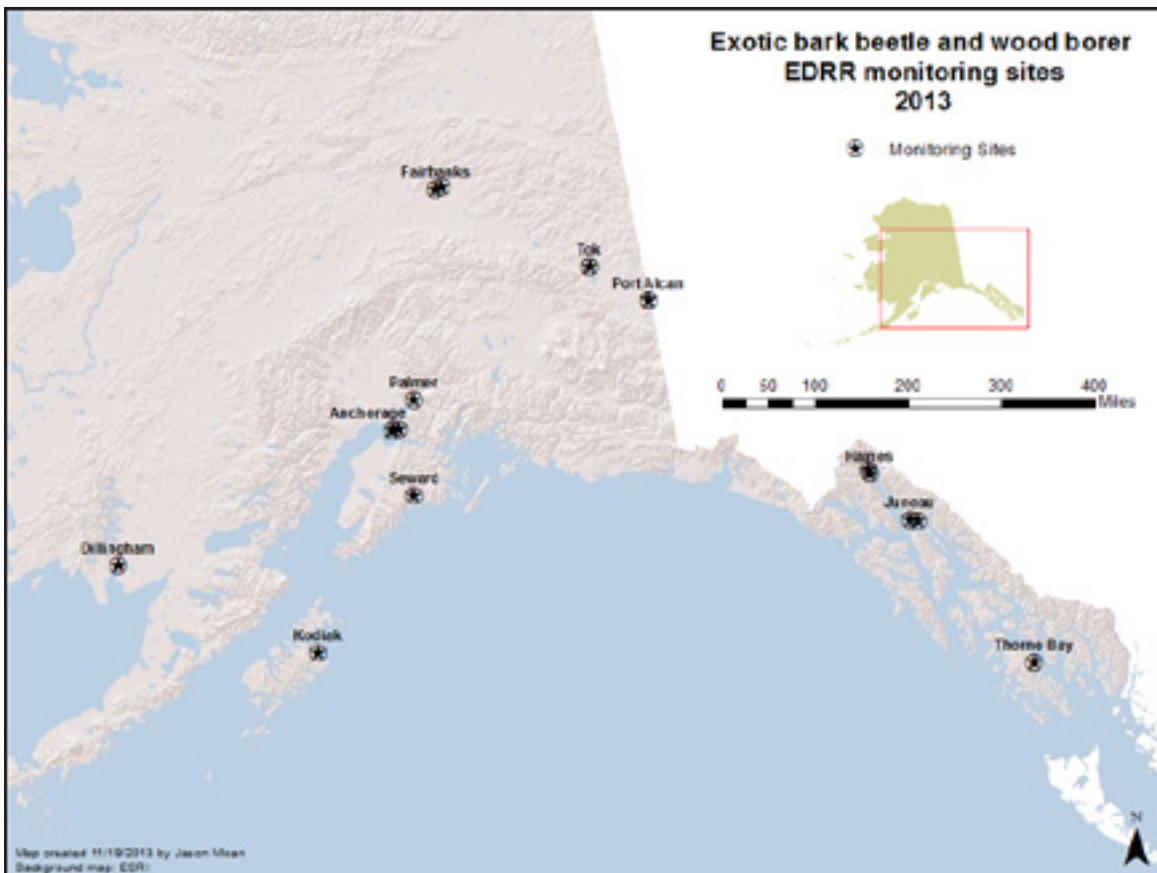 Exotic bark beetle and wood borer
EDRR monitoring sites
2013
Monitoring Sites
Fairbanks
Tok
Port Alcan
0 50 100 200 300 400
Miles
Palmer
Anchorage
Haines
Seward
Juneau
Dillingham
Kodiak
Thorne Bay
N
Map created 11/19/2013 by Jason Moan
Background map: ESRI